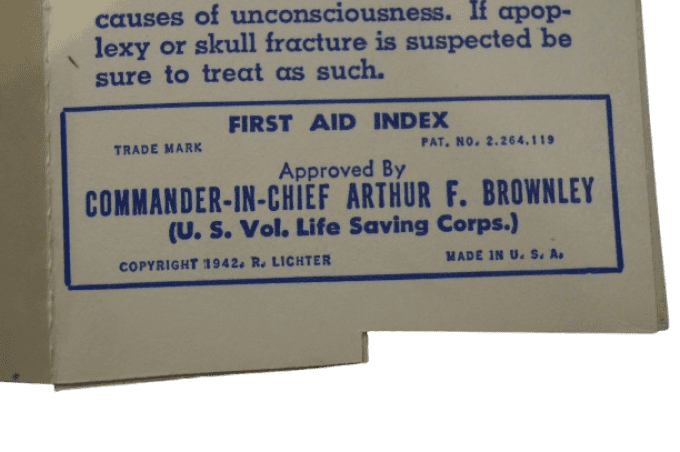 causes of unconsciousness. If apop-
lexy or skull fracture is suspected be
sure to treat as such.
FIRST AID INDEX
TRADE MARK PAT. NO. 2.264.119
Approved By
COMMANDER-IN-CHIEF ARTHUR F. BROWNLEY
(U. S. Vol. Life Saving Corps.)
COPYRIGHT 1942. R. LICHTER MADE IN U. S. A.